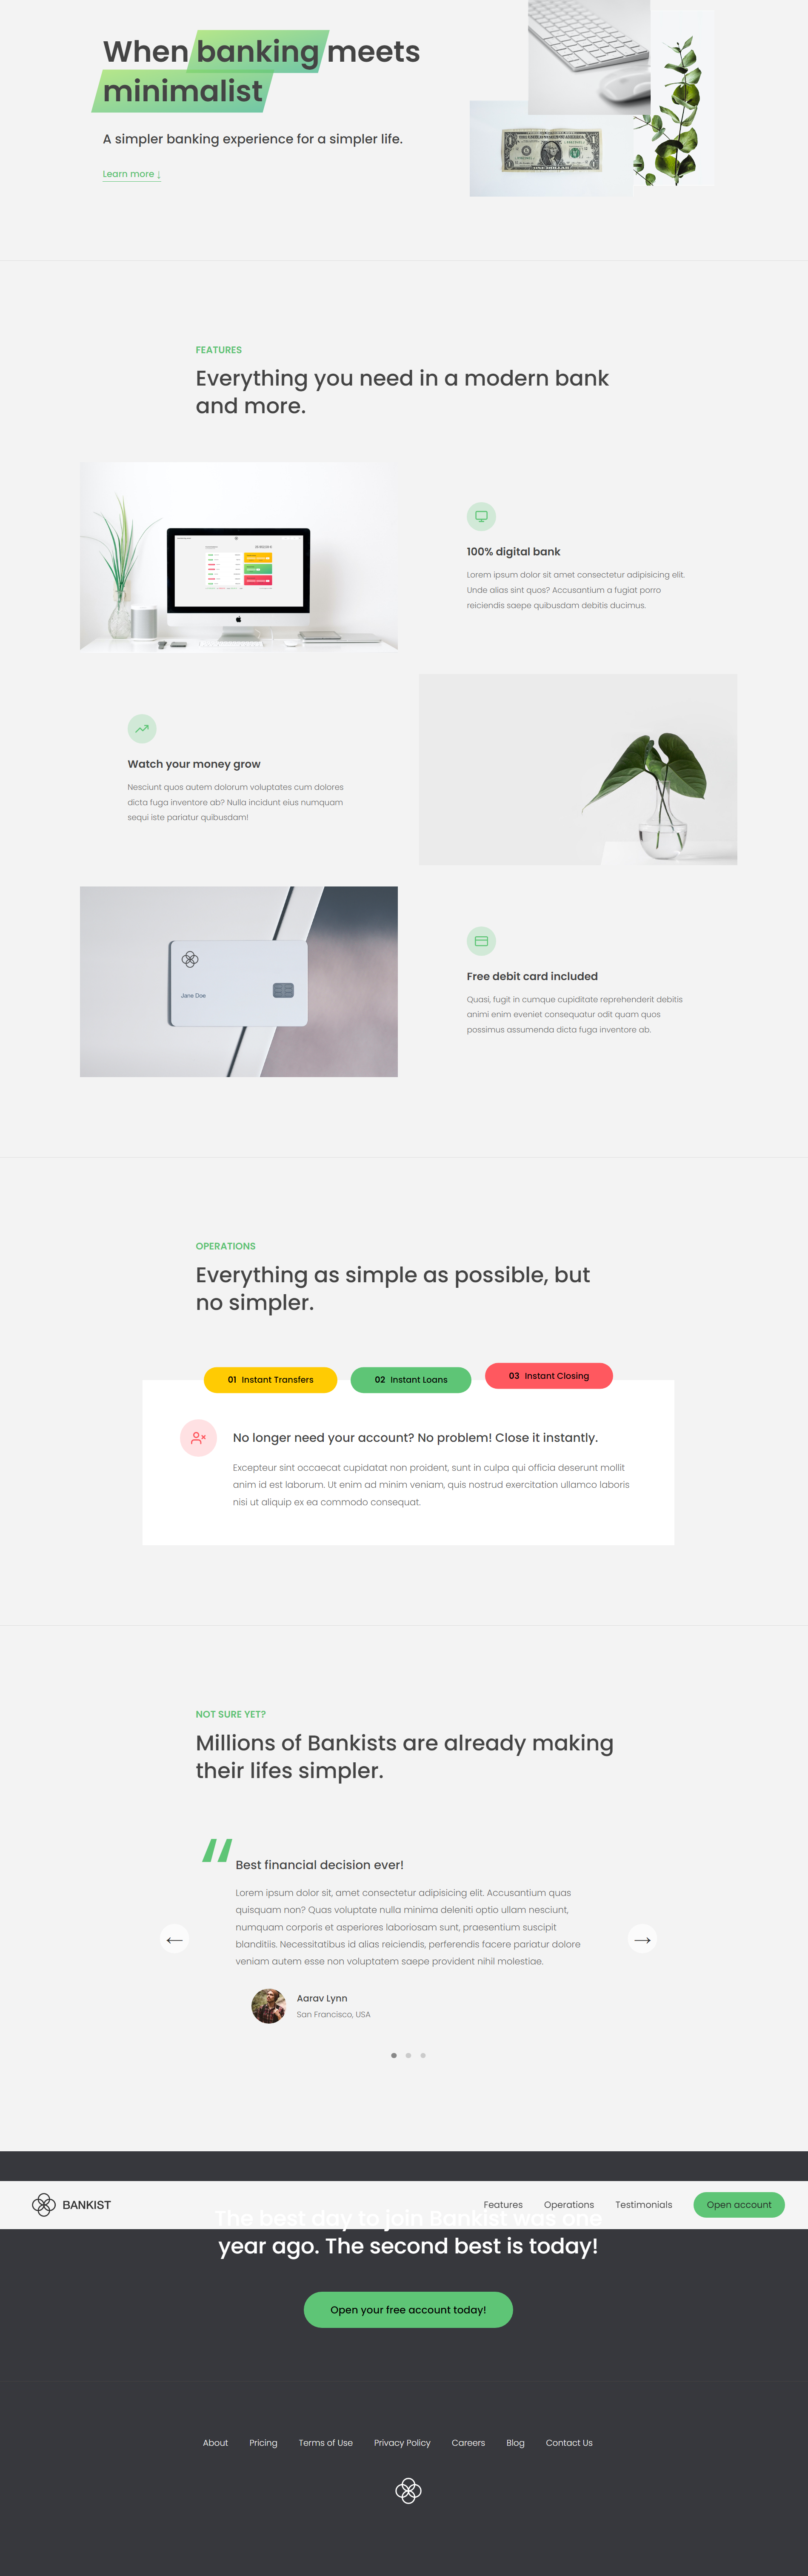 When banking meets
minimalist
A simpler banking experience for a simpler life.
Learn more ↓
FEATURES
Everything you need in a modern bank
and more.
100% digital bank
Lorem ipsum dolor sit amet consectetur adipisicing elit.
Unde alias sint quos? Accusantium a fugiat porro
reiciendis saepe quibusdam debitis ducimus.
Watch your money grow
Nesciunt quos autem dolorum voluptates cum dolores
dicta fuga inventore ab? Nulla incidunt eius numquam
sequi iste pariatur quibusdam!
Jane Doe
Free debit card included
Quasi, fugit in cumque cupiditate reprehenderit debitis
animi enim eveniet consequatur odit quam quos
possimus assumenda dicta fuga inventore ab.
OPERATIONS
Everything as simple as possible, but
no simpler.
01 Instant Transfers
02 Instant Loans
03 Instant Closing
No longer need your account? No problem! Close it instantly.
Excepteur sint occaecat cupidatat non proident, sunt in culpa qui officia deserunt mollit
anim id est laborum. Ut enim ad minim veniam, quis nostrud exercitation ullamco laboris
nisi ut aliquip ex ea commodo consequat.
NOT SURE YET?
Millions of Bankists are already making
their lifes simpler.
“
Best financial decision ever!
Lorem ipsum dolor sit, amet consectetur adipisicing elit. Accusantium quas
quisquam non? Quas voluptate nulla minima deleniti optio ullam nesciunt,
numquam corporis et asperiores laboriosam sunt, praesentium suscipit
blanditiis. Necessitatibus id alias reiciendis, perferendis facere pariatur dolore
veniam autem esse non voluptatem saepe provident nihil molestiae.
← →
Aarav Lynn
San Francisco, USA
BANKIST
Features Operations Testimonials Open account
The best day to join Bankist was one
year ago. The second best is today!
Open your free account today!
About Pricing Terms of Use Privacy Policy Careers Blog Contact Us